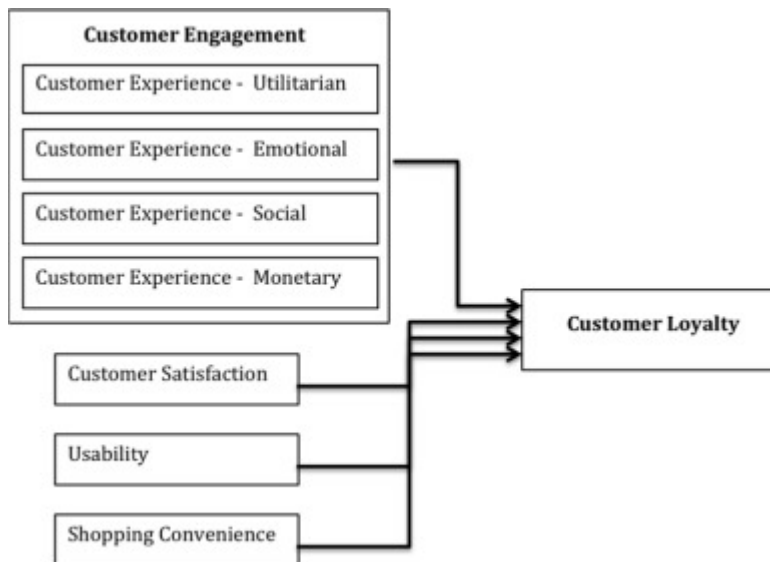 Customer Engagement
Customer Experience - Utilitarian
Customer Experience - Emotional
Customer Experience - Social
Customer Experience - Monetary
Customer Loyalty
Customer Satisfaction
Usability
Shopping Convenience